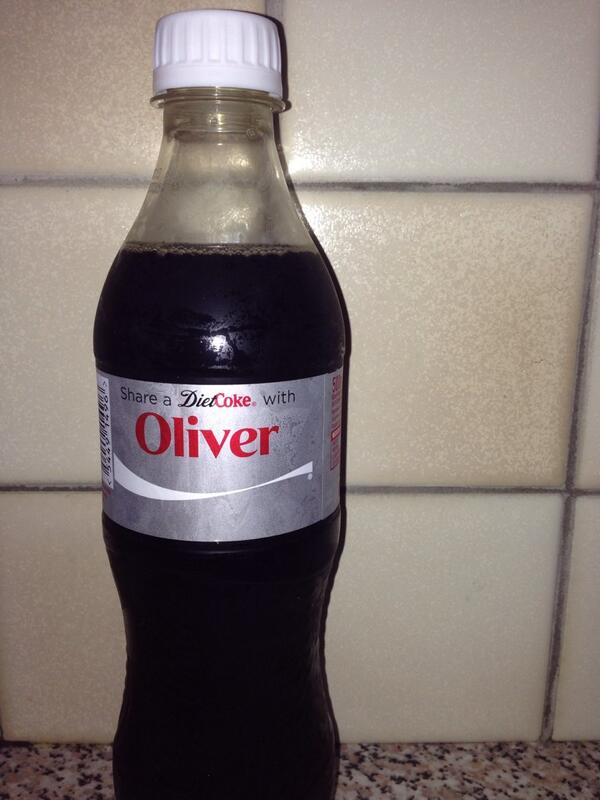 Share a Diet Coke with
Oliver